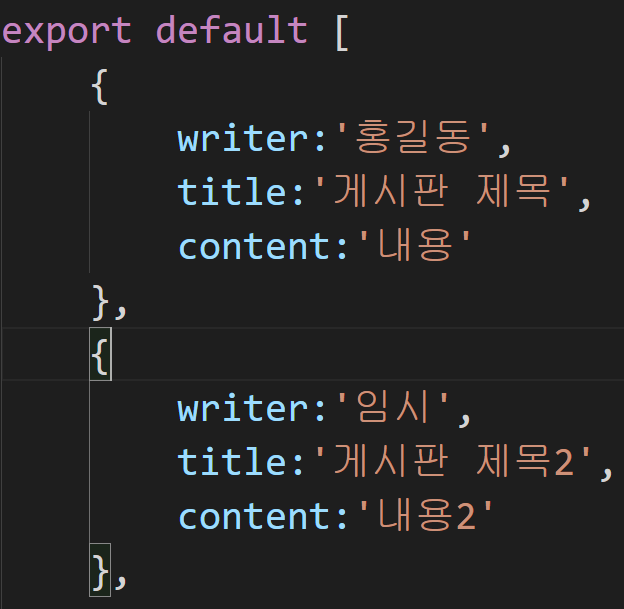 export default [
{
writer:'홍길동',
title:'게시판 제목',
content:'내용'
},
{
writer:'임시',
title:'게시판 제목2',
content:'내용2'
},